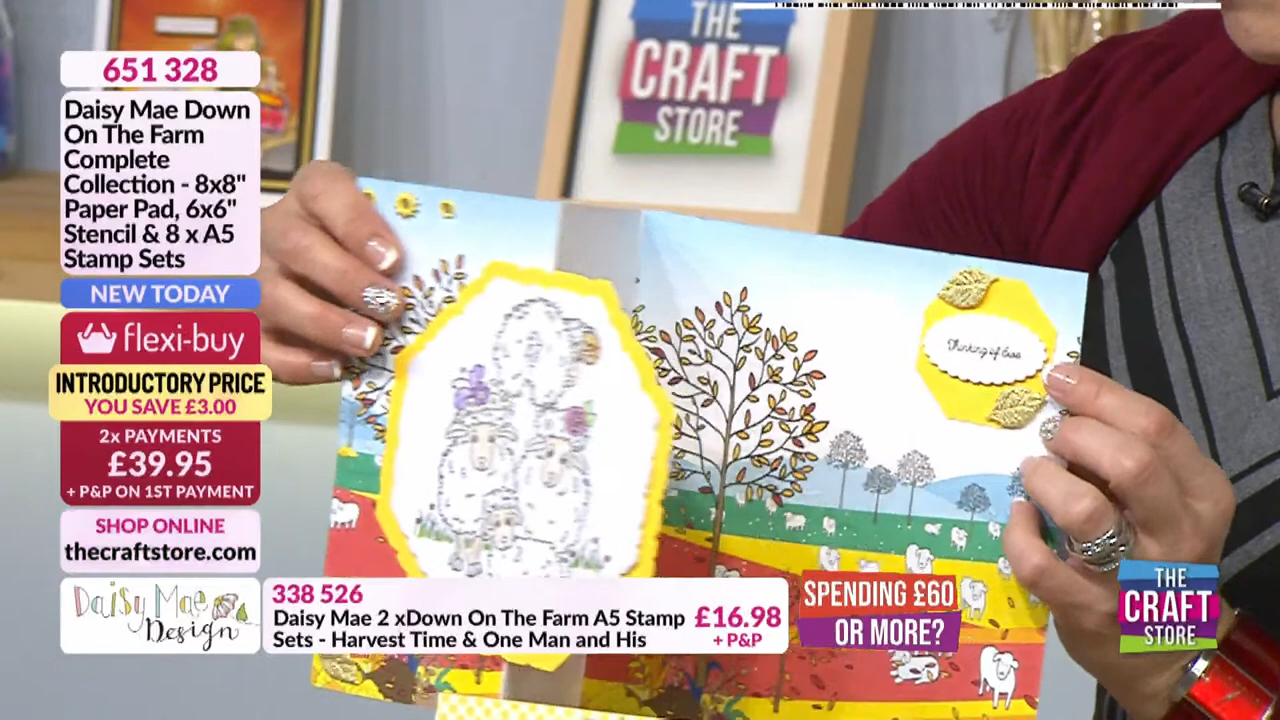 THE
CRAFT
STORE
651 328
Daisy Mae Down
On The Farm
Complete
Collection - 8x8"
Paper Pad, 6x6"
Stencil & 8 x A5
Stamp Sets
NEW TODAY
flexi-buy
INTRODUCTORY PRICE
YOU SAVE £3.00
2x PAYMENTS
£39.95
+ P&P ON 1ST PAYMENT
SHOP ONLINE
thecraftstore.com
Thinking of Ewe
Daisy Mae
Design
338 526
Daisy Mae 2 xDown On The Farm A5 Stamp
Sets - Harvest Time & One Man and His
£16.98
+ P&P
SPENDING £60
OR MORE?
THE
CRAFT
STORE